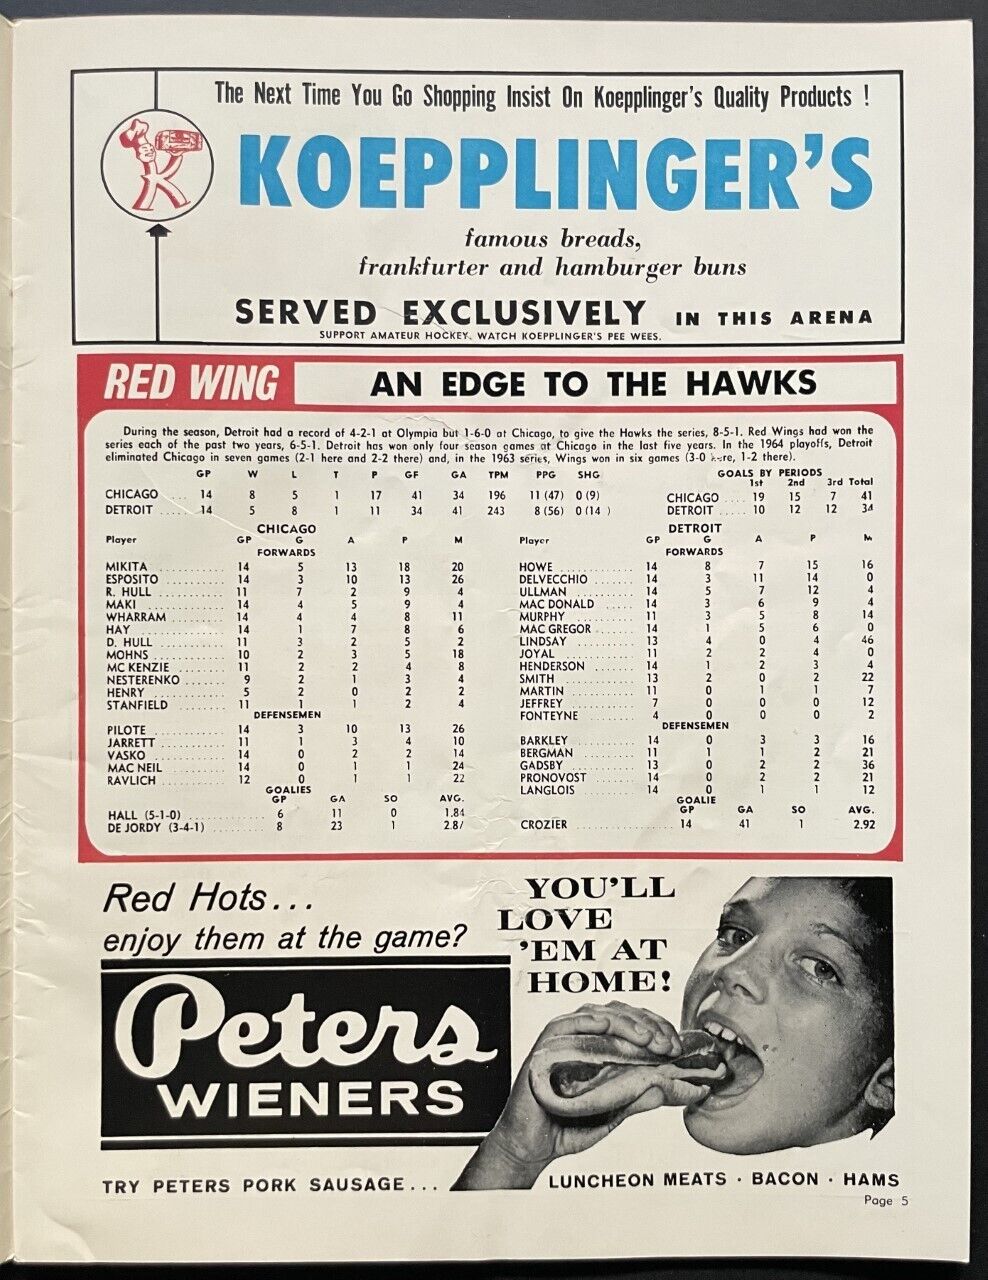 The Next Time You Go Shopping Insist On Koepplinger's Quality Products !
K
KOEPPLINGER'S
famous breads,
frankfurter and hamburger buns
SERVED EXCLUSIVELY IN THIS ARENA
SUPPORT AMATEUR HOCKEY. WATCH KOEPPLINGER'S PEE WEES.
RED WING AN EDGE TO THE HAWKS
During the season, Detroit had a record of 4-2-1 at Olympia but 1-6-0 at Chicago, to give the Hawks the series, 8-5-1. Red Wings had won the
series each of the past two years, 6-5-1. Detroit has won only four season games at Chicago in the last five years. In the 1964 playoffs, Detroit
eliminated Chicago in seven games (2-1 here and 2-2 there) and, in the 1963 series, Wings won in six games (3-0 here, 1-2 there).
GP W L T P GF GA TPM PPG SHG
CHICAGO .... 14 8 5 1 17 41 34 196 11 (47) 0 (9)
DETROIT ..... 14 5 8 1 11 34 41 243 8 (56) 0 (14 )
GOALS BY PERIODS
1st 2nd 3rd Total
CHICAGO .... 19 15 7 41
DETROIT ..... 10 12 12 34
CHICAGO
Player GP G A P M
FORWARDS
MIKITA 14 5 13 18 20
ESPOSITO 14 3 10 13 26
R. HULL 11 7 2 9 4
MAKI 14 4 5 9 4
WHARRAM 14 4 4 8 11
HAY 14 1 7 8 6
D. HULL 11 3 2 5 2
MOHNS 10 2 3 5 18
MC KENZIE 11 2 2 4 8
NESTERENKO 9 2 1 3 4
HENRY 5 2 0 2 2
STANFIELD 11 1 1 2 4
DEFENSEMEN
PILOTE 14 3 10 13 26
JARRETT 11 1 3 4 10
VASKO 14 0 2 2 14
MAC NEIL 14 0 1 1 24
RAVLICH 12 0 1 1 22
GOALIES
GP GA SO AVG.
HALL (5-1-0) 6 11 0 1.84
DE JORDY (3-4-1) 8 23 1 2.87
DETROIT
Player GP G A P M
FORWARDS
HOWE 14 8 7 15 16
DELVECCHIO 14 3 11 14 0
ULLMAN 14 5 7 12 4
MAC DONALD 14 3 6 9 4
MURPHY 11 3 5 8 14
MAC GREGOR 14 1 5 6 0
LINDSAY 13 4 0 4 46
JOYAL 11 2 2 4 0
HENDERSON 14 1 2 3 4
SMITH 13 2 0 2 22
MARTIN 11 0 1 1 7
JEFFREY 7 0 0 0 12
FONTEYNE 4 0 0 0 2
DEFENSEMEN
BARKLEY 14 0 3 3 16
BERGMAN 11 1 1 2 21
GADSBY 13 0 2 2 36
PRONOVOST 14 0 2 2 21
LANGLOIS 14 0 1 1 12
GOALIE
GP GA SO AVG.
CROZIER 14 41 1 2.92
Red Hots...
enjoy them at the game?
Peters
WIENERS
YOU'LL
LOVE
'EM AT
HOME!
TRY PETERS PORK SAUSAGE... LUNCHEON MEATS · BACON · HAMS
Page 5